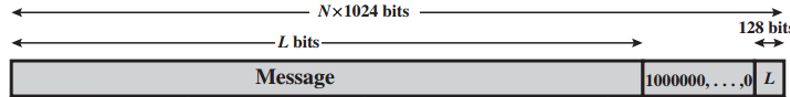 N×1024 bits
128 bits
L bits
Message 1000000,...,0 L